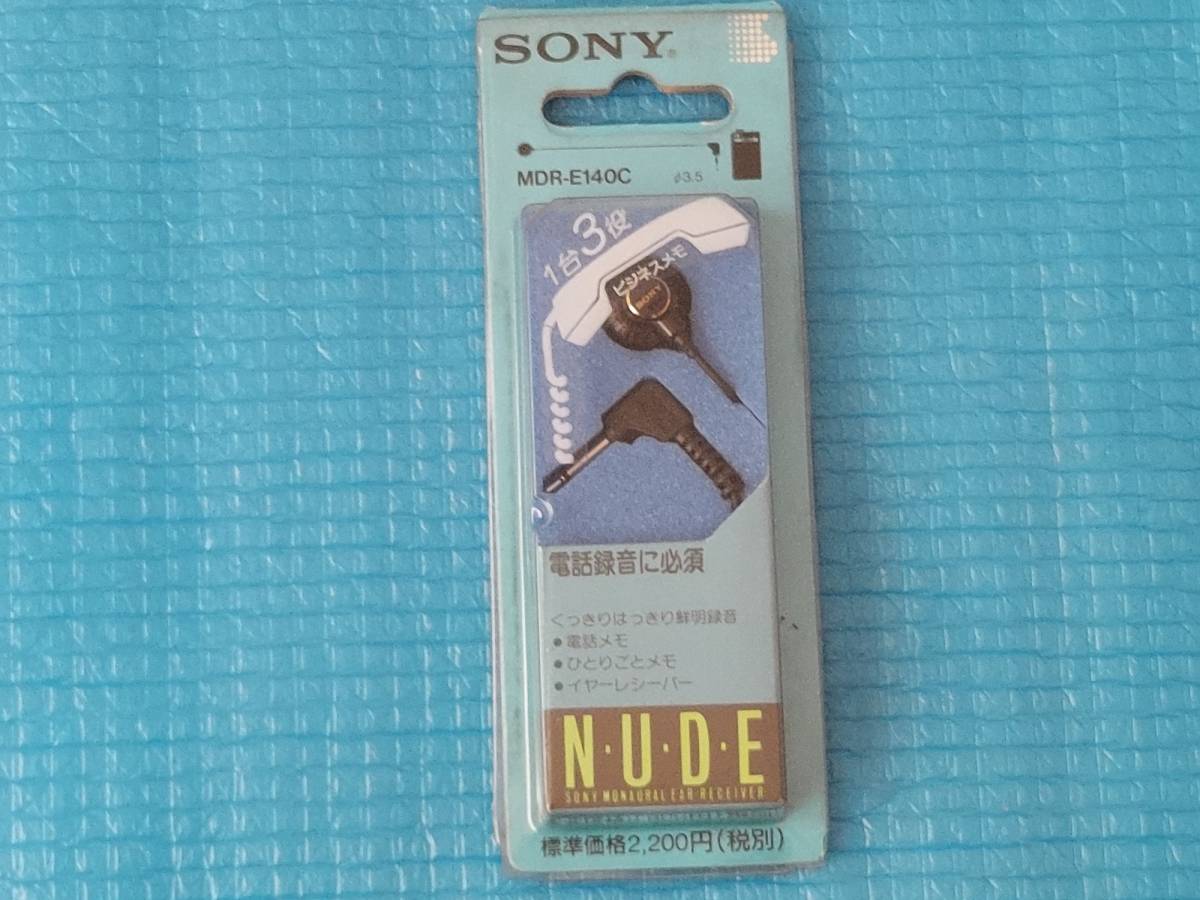 SONY®
MDR-E140C
φ3.5
1台3役
ビジネスメモ
SONY
電話録音に必須
くっきりはっきり鮮明録音
●電話メモ
●ひとりごとメモ
●イヤーレシーバー
N·U·D·E
SONY MONAURAL EAR RECEIVER
標準価格2,200円(税別)